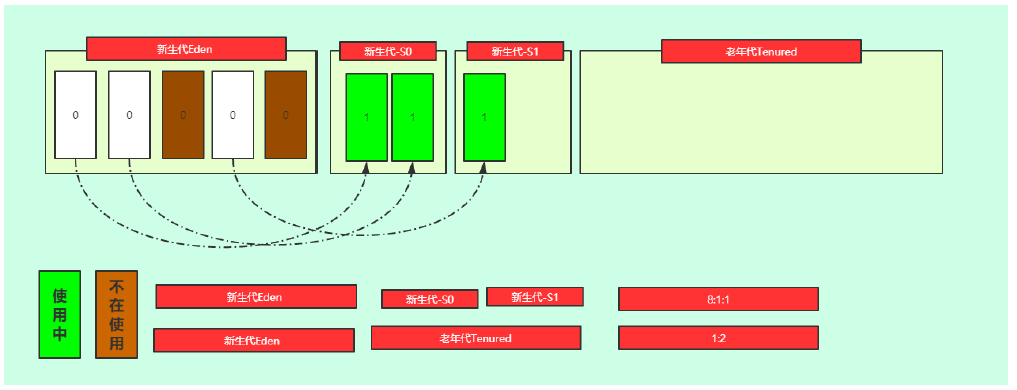 新生代Eden
新生代-S0
新生代-S1
老年代Tenured
0
0
0
0
0
1
1
1
使用中
不在使用
新生代Eden
新生代-S0
新生代-S1
8:1:1
新生代Eden
老年代Tenured
1:2